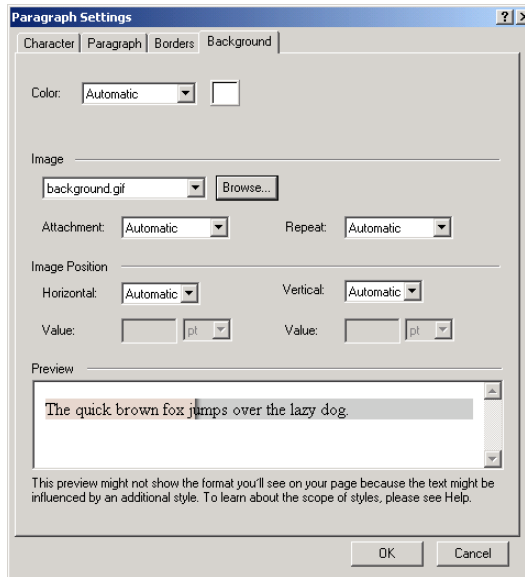 Paragraph Settings
Character Paragraph Borders Background
Color: Automatic
Image
background.gif Browse...
Attachment: Automatic Repeat: Automatic
Image Position
Horizontal: Automatic Vertical: Automatic
Value: pt Value: pt
Preview
The quick brown fox jumps over the lazy dog.
This preview might not show the format you'll see on your page because the text might be
influenced by an additional style. To learn about the scope of styles, please see Help.
OK Cancel